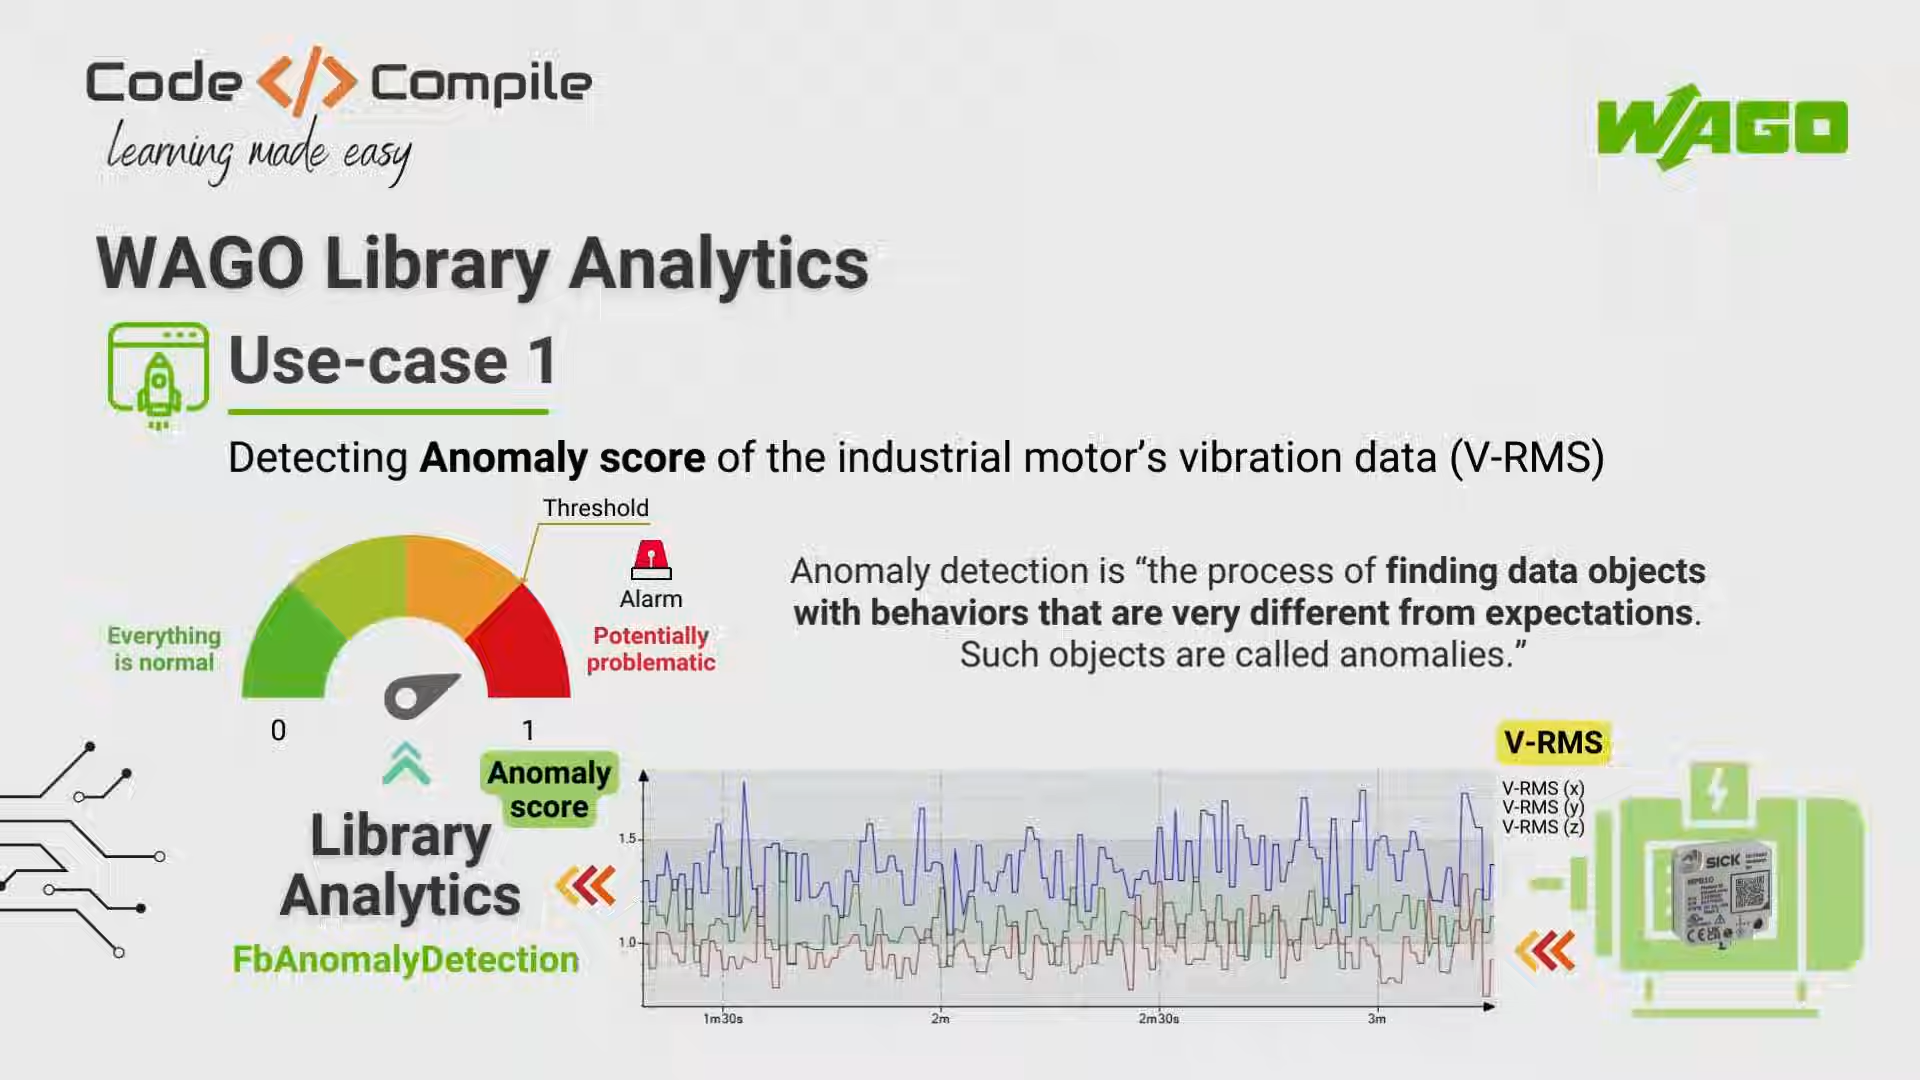 Code </> Compile
learning made easy
WAGO
WAGO Library Analytics
Use-case 1
Detecting Anomaly score of the industrial motor's vibration data (V-RMS)
Threshold
Alarm
Everything
is normal
Potentially
problematic
0
1
Anomaly detection is “the process of finding data objects
with behaviors that are very different from expectations.
Such objects are called anomalies.”
Anomaly
score
Library
Analytics
FbAnomalyDetection
1.5
1.0
1m30s
2m
2m30s
3m
V-RMS
V-RMS (x)
V-RMS (y)
V-RMS (z)
SICK